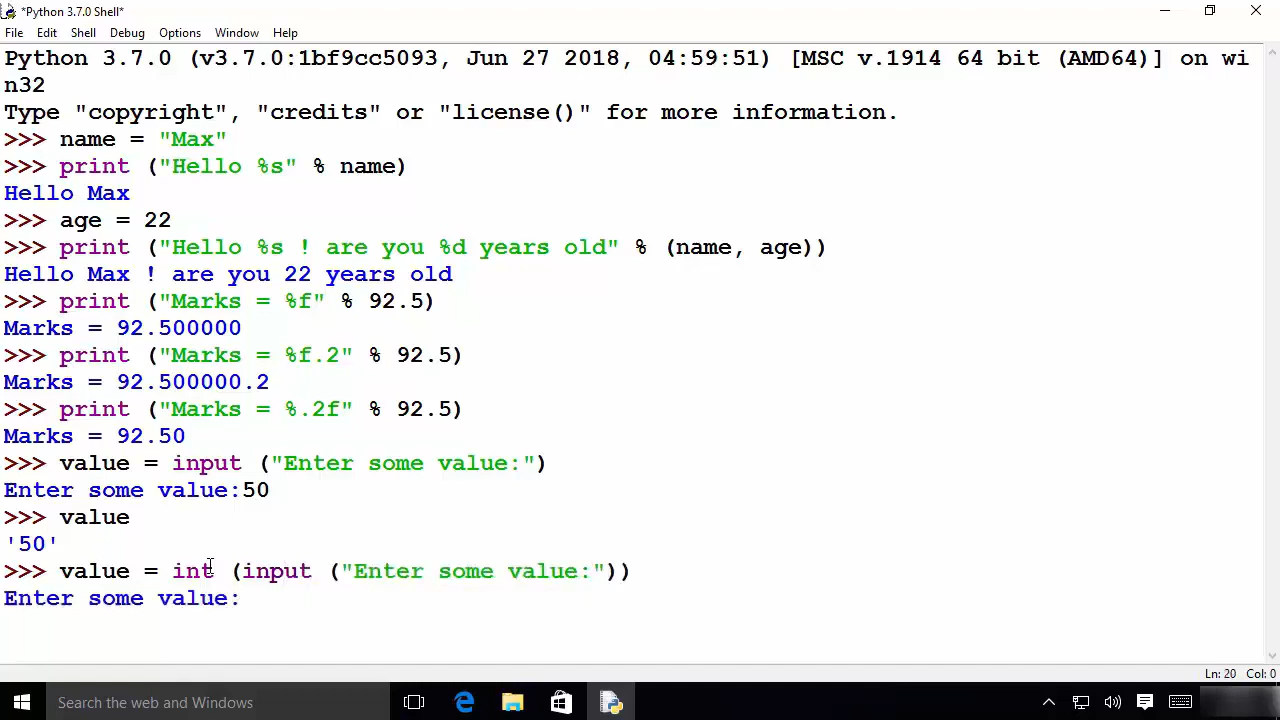 *Python 3.7.0 Shell*
File Edit Shell Debug Options Window Help
Python 3.7.0 (v3.7.0:1bf9cc5093, Jun 27 2018, 04:59:51) [MSC v.1914 64 bit (AMD64)] on wi
n32
Type "copyright", "credits" or "license()" for more information.
>>> name = "Max"
>>> print ("Hello %s" % name)
Hello Max
>>> age = 22
>>> print ("Hello %s ! are you %d years old" % (name, age))
Hello Max ! are you 22 years old
>>> print ("Marks = %f" % 92.5)
Marks = 92.500000
>>> print ("Marks = %f.2" % 92.5)
Marks = 92.500000.2
>>> print ("Marks = %.2f" % 92.5)
Marks = 92.50
>>> value = input ("Enter some value:")
Enter some value:50
>>> value
'50'
>>> value = int (input ("Enter some value:"))
Enter some value:
Ln: 20 Col: 0
Search the web and Windows